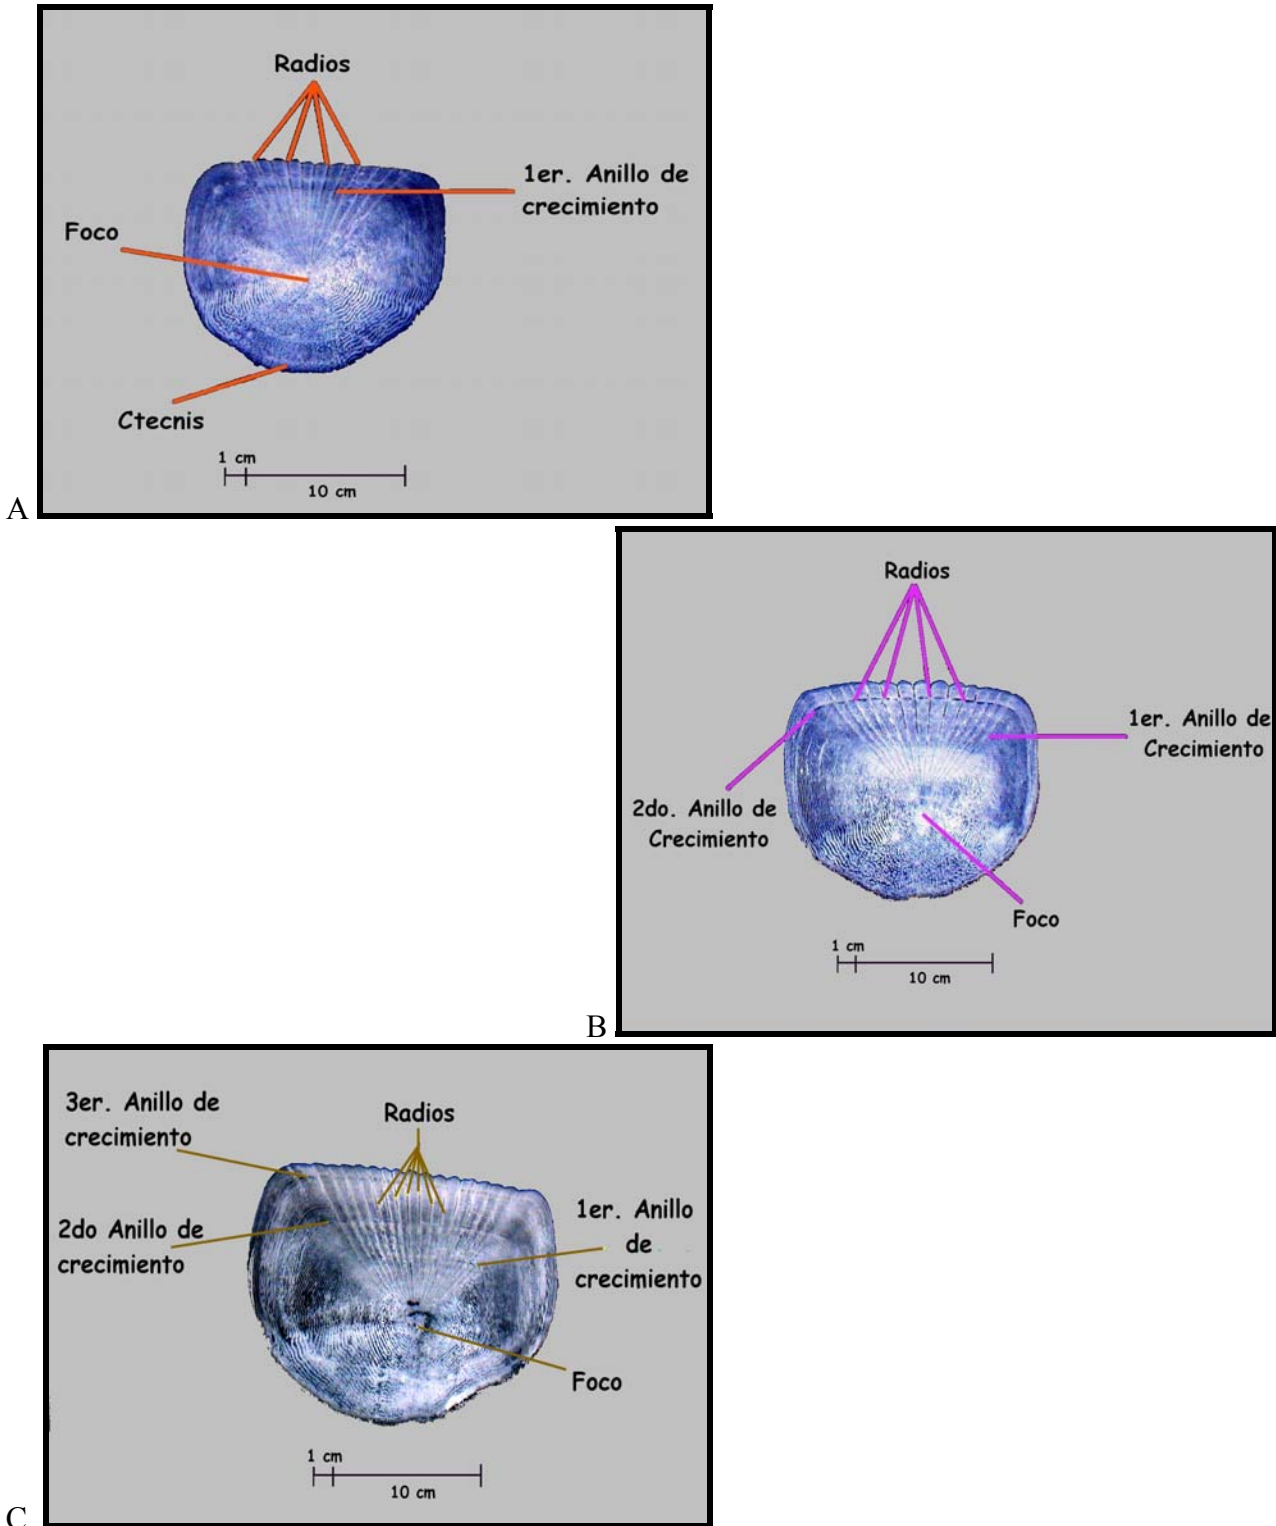 Radios
1er. Anillo de
crecimiento
Foco
Ctecnis
1 cm
10 cm
A
Radios
1er. Anillo de
Crecimiento
2do. Anillo de
Crecimiento
Foco
1 cm
10 cm
B
3er. Anillo de
crecimiento
Radios
1er. Anillo
de
crecimiento
2do Anillo de
crecimiento
Foco
1 cm
10 cm
C